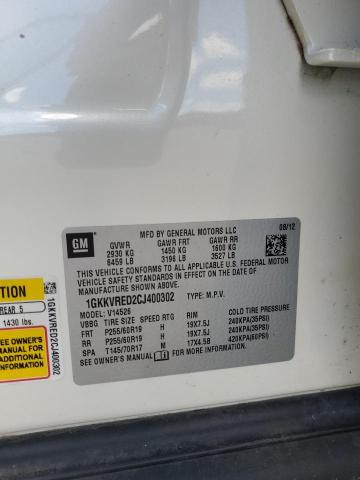 GM
MFD BY GENERAL MOTORS LLC
08/12
GVWR GAWR FRT GAWR RR
2930 KG 1450 KG 1600 KG
6459 LB 3196 LB 3527 LB
THIS VEHICLE CONFORMS TO ALL APPLICABLE U.S. FEDERAL MOTOR
VEHICLE SAFETY STANDARDS IN EFFECT ON THE DATE OF
MANUFACTURE SHOWN ABOVE.
1GKKVRED2CJ400302 TYPE: M.P.V.
MODEL: V14526
VBBG TIRE SIZE SPEED RTG RIM COLD TIRE PRESSURE
FRT P255/60R19 H 19X7.5J 240KPA(35PSI)
RR P255/60R19 H 19X7.5J 240KPA(35PSI)
SPA T145/70R17 M 17X4.5B 420KPA(60PSI)
SEE OWNER'S MANUAL FOR MORE INFORMATION.
TION
REAR 5
1430 lbs.
MANUAL
ADDITIONAL
INFORMATION
1GKKVRED2CJ400302